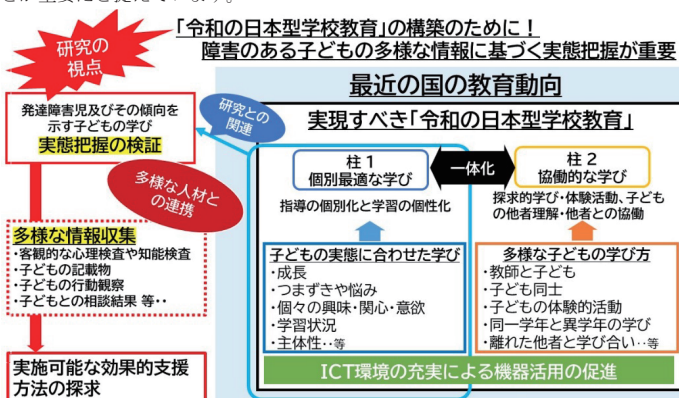 「令和の日本型学校教育」の構築のために！
障害のある子どもの多様な情報に基づく実態把握が重要
研究の
視点
発達障害児及びその傾向を
示す子どもの学び
実態把握の検証
研究との
関連
多様な人材と
の連携
多様な情報収集
・客観的な心理検査や知能検査
・子どもの記載物
・子どもの行動観察
・子どもとの相談結果 等・・
実施可能な効果的支援
方法の探求
最近の国の教育動向
実現すべき「令和の日本型学校教育」
柱１
個別最適な学び
一体化
柱２
協働的な学び
指導の個別化と学習の個性化
探求的学び・体験活動、子ども
の他者理解・他者との協働
子どもの実態に合わせた学び
・成長
・つまずきや悩み
・個々の興味・関心・意欲
・学習状況
・主体性・・等
多様な子どもの学び方
・教師と子ども
・子ども同士
・子どもの体験的活動
・同一学年と異学年の学び
・離れた他者と学び合い・・等
ICT環境の充実による機器活用の促進